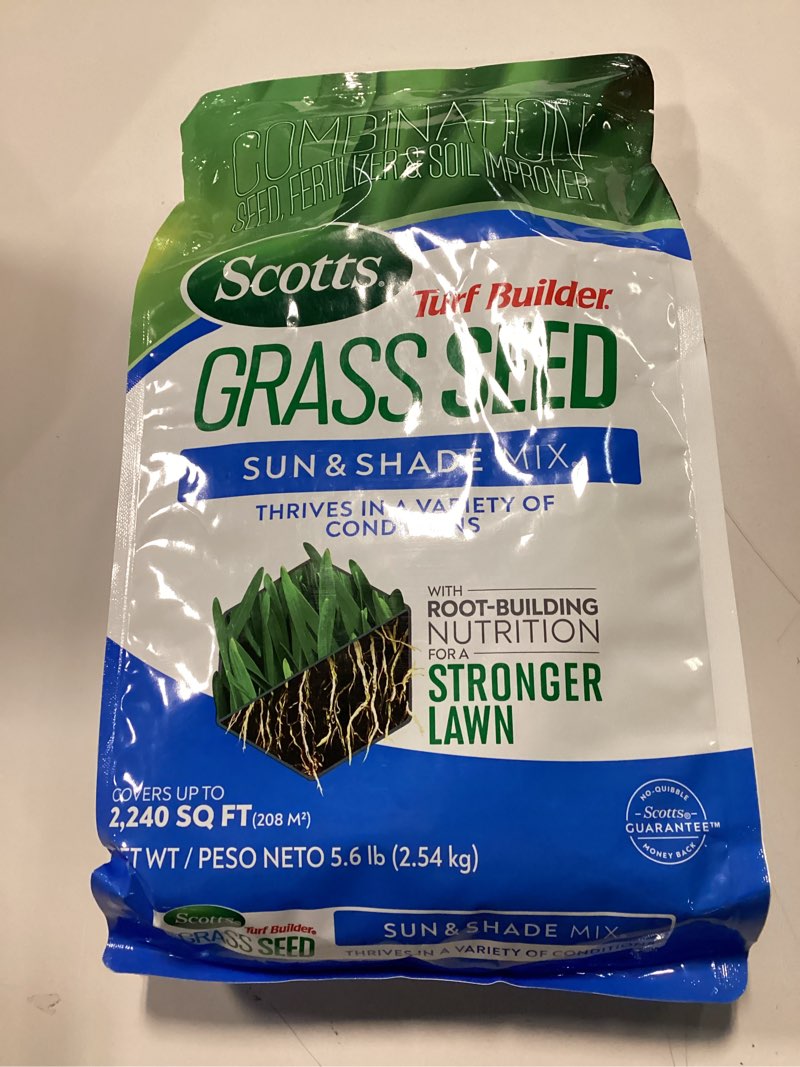 COMBINATION
SEED, FERTILIZER & SOIL IMPROVER
Scotts®
Turf Builder®
GRASS SEED
SUN & SHADE MIX®
THRIVES IN A VARIETY OF
CONDITIONS
WITH
ROOT-BUILDING
NUTRITION
FOR A
STRONGER
LAWN
COVERS UP TO
2,240 SQ FT (208 M²)
NO-QUIBBLE
Scotts®
GUARANTEE™
MONEY BACK
ET WT / PESO NETO 5.6 lb (2.54 kg)
Scotts®
Turf Builder®
GRASS SEED
SUN & SHADE MIX®
THRIVES IN A VARIETY OF CONDITIO